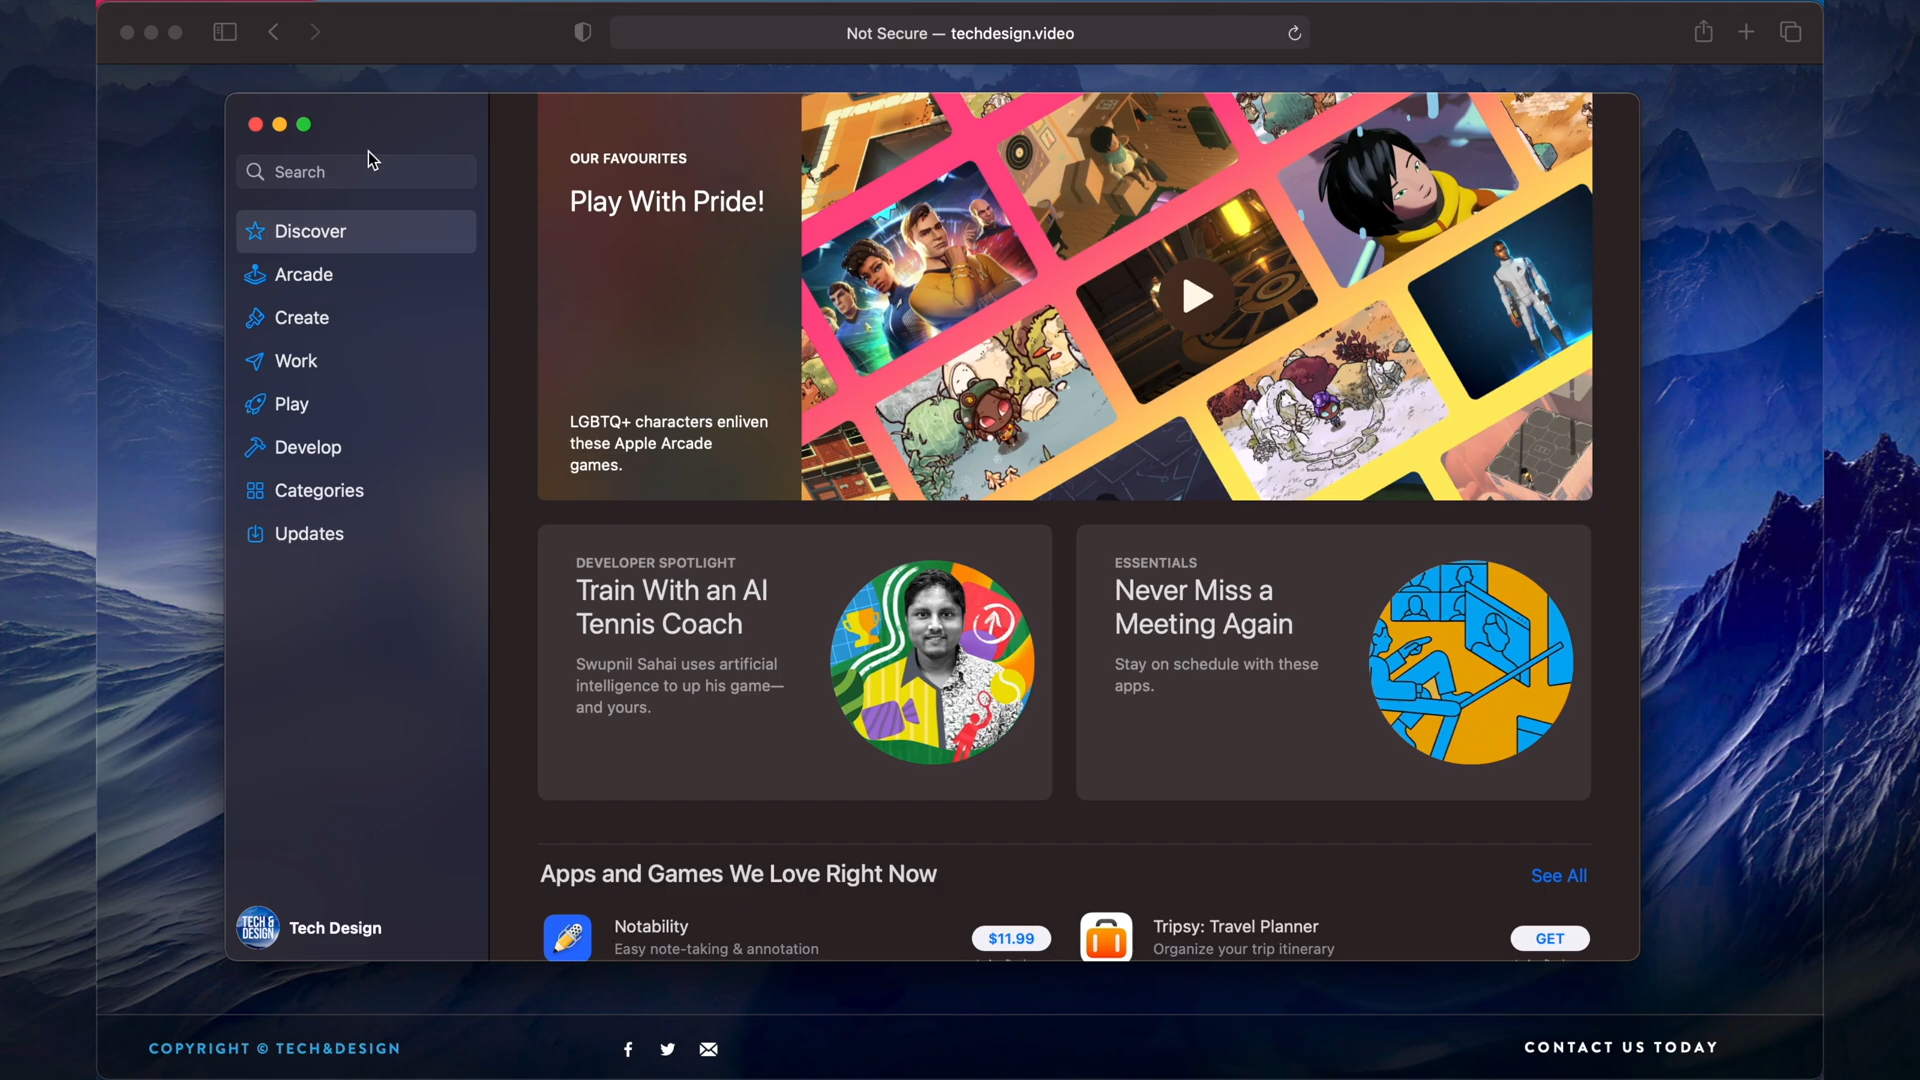 Not Secure — techdesign.video
Search
Discover
Arcade
Create
Work
Play
Develop
Categories
Updates
TECH &
DESIGN
Tech Design
OUR FAVOURITES
Play With Pride!
LGBTQ+ characters enliven
these Apple Arcade
games.
DEVELOPER SPOTLIGHT
Train With an AI
Tennis Coach
Swupnil Sahai uses artificial
intelligence to up his game—
and yours.
ESSENTIALS
Never Miss a
Meeting Again
Stay on schedule with these
apps.
Apps and Games We Love Right Now
See All
Notability
Easy note-taking & annotation
$11.99
Tripsy: Travel Planner
Organize your trip itinerary
GET
COPYRIGHT © TECH&DESIGN
CONTACT US TODAY